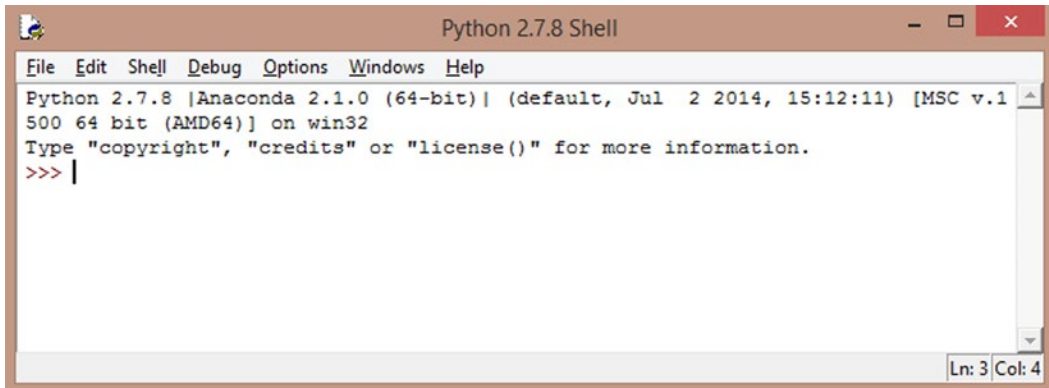 Python 2.7.8 Shell
File Edit Shell Debug Options Windows Help
Python 2.7.8 |Anaconda 2.1.0 (64-bit)| (default, Jul  2 2014, 15:12:11) [MSC v.1
500 64 bit (AMD64)] on win32
Type "copyright", "credits" or "license()" for more information.
>>>
Ln: 3 Col: 4